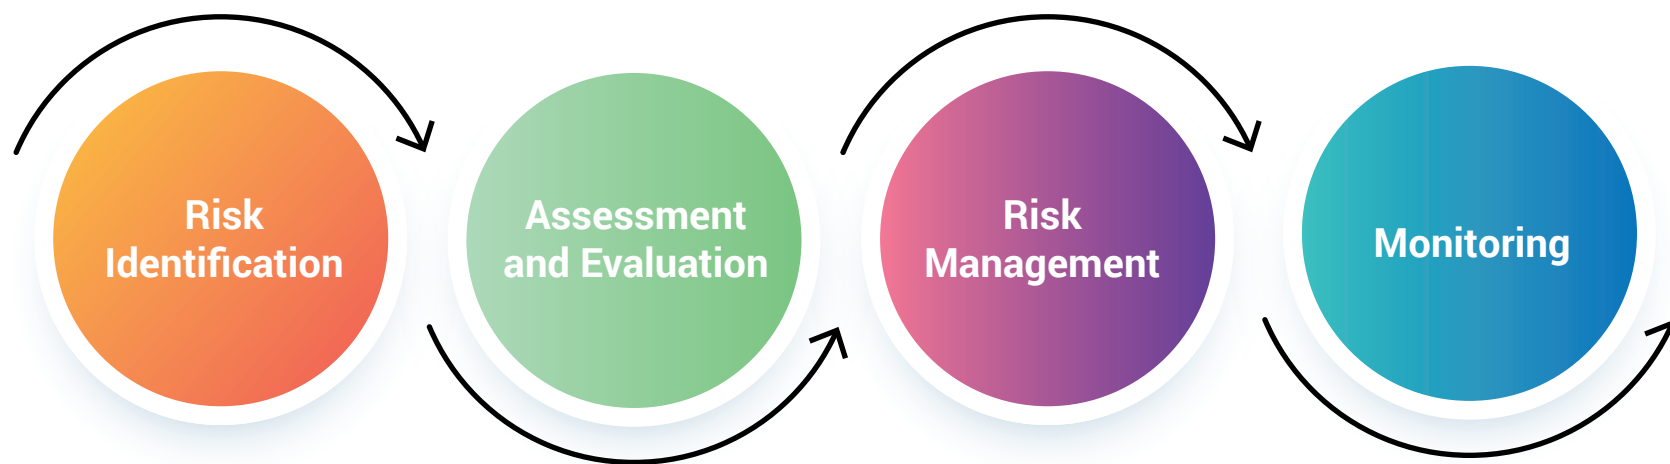 Risk
Identification
Assessment
and Evaluation
Risk
Management
Monitoring